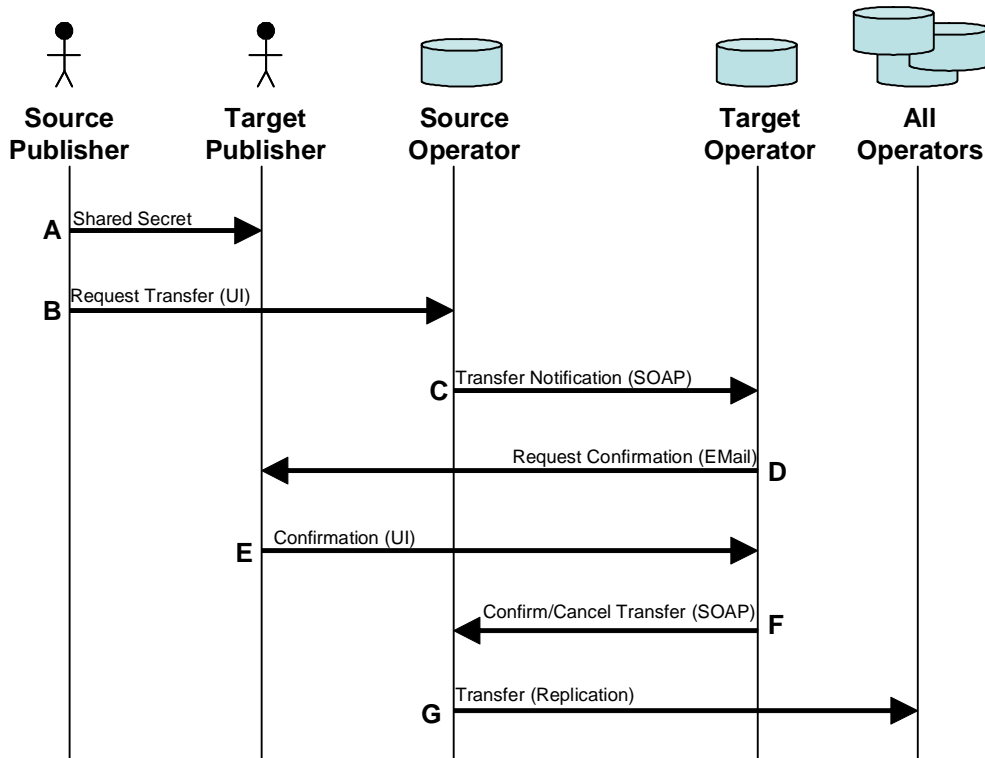 Source
Publisher
Target
Publisher
Source
Operator
Target
Operator
All
Operators
A
Shared Secret
B
Request Transfer (UI)
C
Transfer Notification (SOAP)
Request Confirmation (EMail)
D
E
Confirmation (UI)
Confirm/Cancel Transfer (SOAP)
F
G
Transfer (Replication)